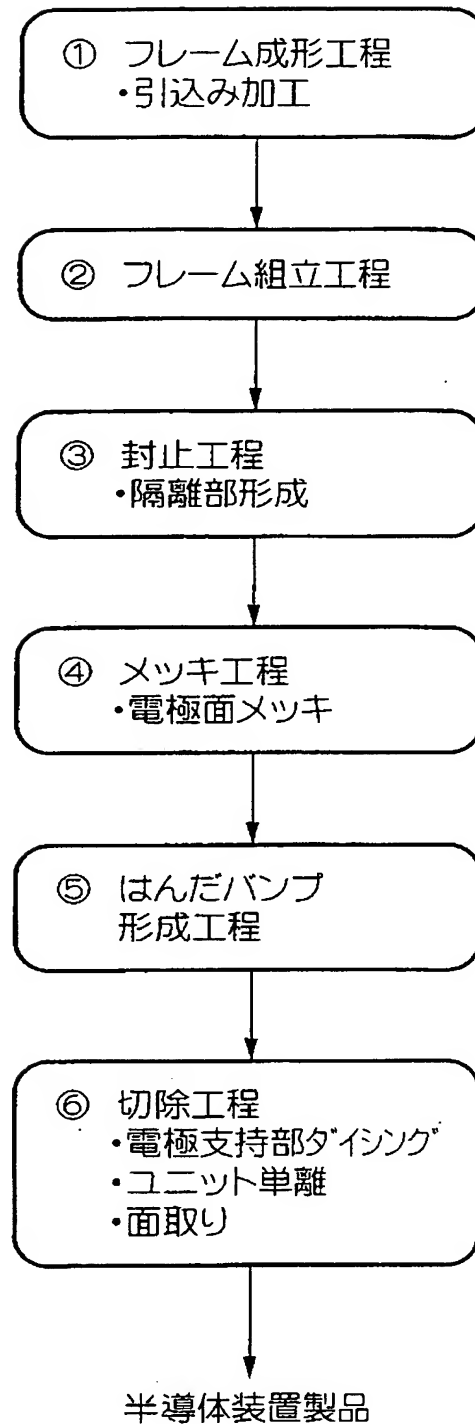 ① フレーム成形工程
・引込み加工
② フレーム組立工程
③ 封止工程
・隔離部形成
④ メッキ工程
・電極面メッキ
⑤ はんだバンプ
形成工程
⑥ 切除工程
・電極支持部ダイシング
・ユニット単離
・面取り
半導体装置製品